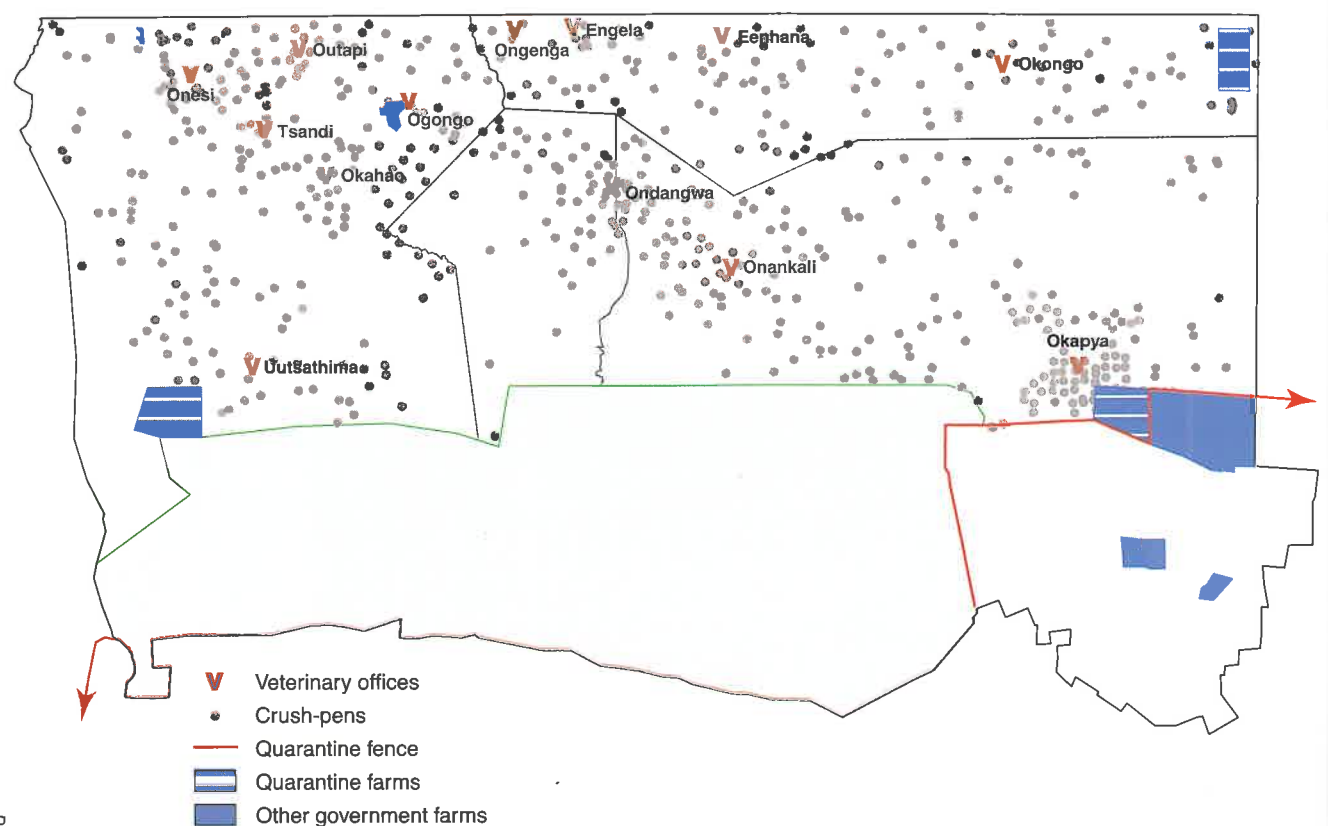 Engela
Ongenga
Eenhana
Outapi
Okongo
Onesi
Ogongo
Tsandi
Okahao
Ondangwa
Onankali
Okapya
Uutsathima
V Veterinary offices
Crush-pens
Quarantine fence
Quarantine farms
Other government farms